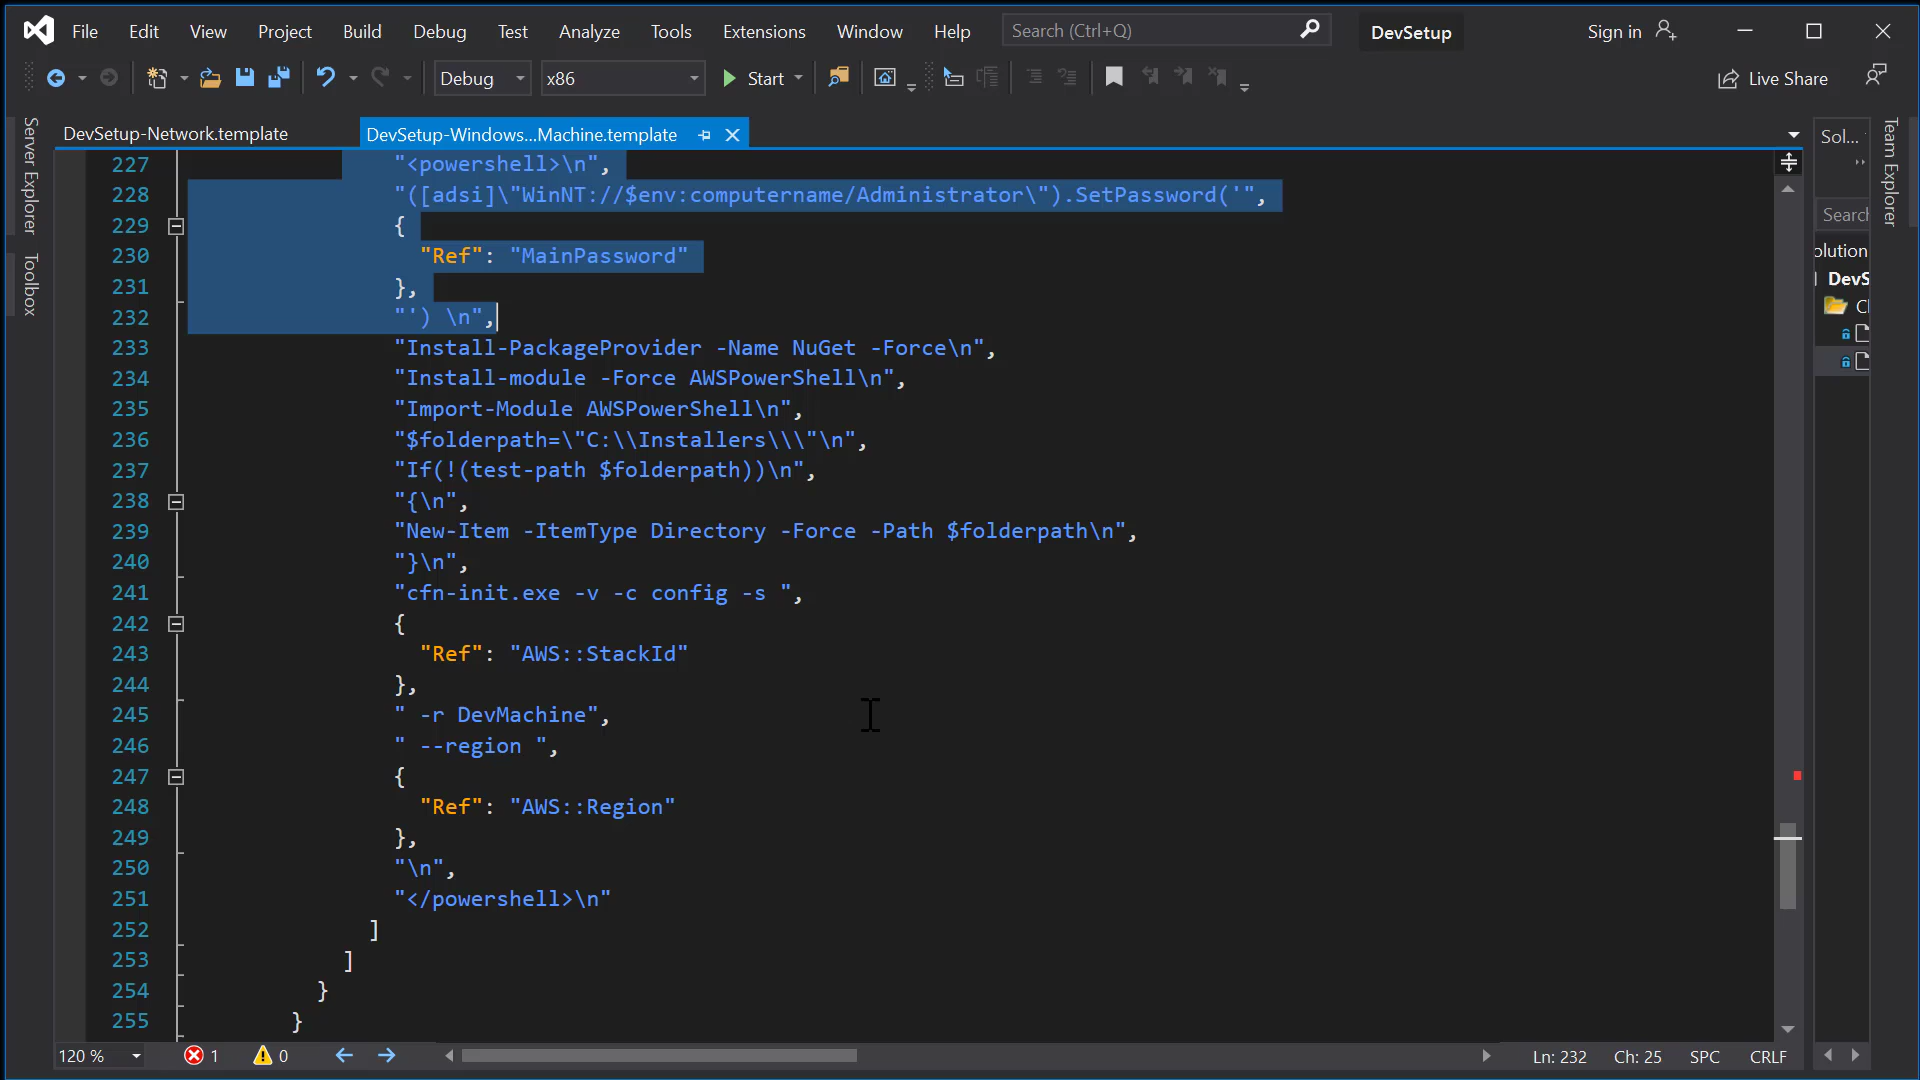 File Edit View Project Build Debug Test Analyze Tools Extensions Window Help Search (Ctrl+Q) DevSetup Sign in
Debug x86 Start Live Share
DevSetup-Network.template DevSetup-Windows...Machine.template Sol...
Server Explorer
Toolbox
Team Explorer
227 "<powershell>\n",
228 "([adsi]\"WinNT://$env:computername/Administrator\").SetPassword('",
229 {
230 "Ref": "MainPassword"
231 },
232 "') \n",
233 "Install-PackageProvider -Name NuGet -Force\n",
234 "Install-module -Force AWSPowerShell\n",
235 "Import-Module AWSPowerShell\n",
236 "$folderpath=\"C:\\Installers\\\"\n",
237 "If(!(test-path $folderpath))\n",
238 "{\n",
239 "New-Item -ItemType Directory -Force -Path $folderpath\n",
240 "}\n",
241 "cfn-init.exe -v -c config -s ",
242 {
243 "Ref": "AWS::StackId"
244 },
245 " -r DevMachine",
246 " --region ",
247 {
248 "Ref": "AWS::Region"
249 },
250 "\n",
251 "</powershell>\n"
252 ]
253 ]
254 }
255 }
Search
olution
DevS
C
120 % 1 0 Ln: 232 Ch: 25 SPC CRLF